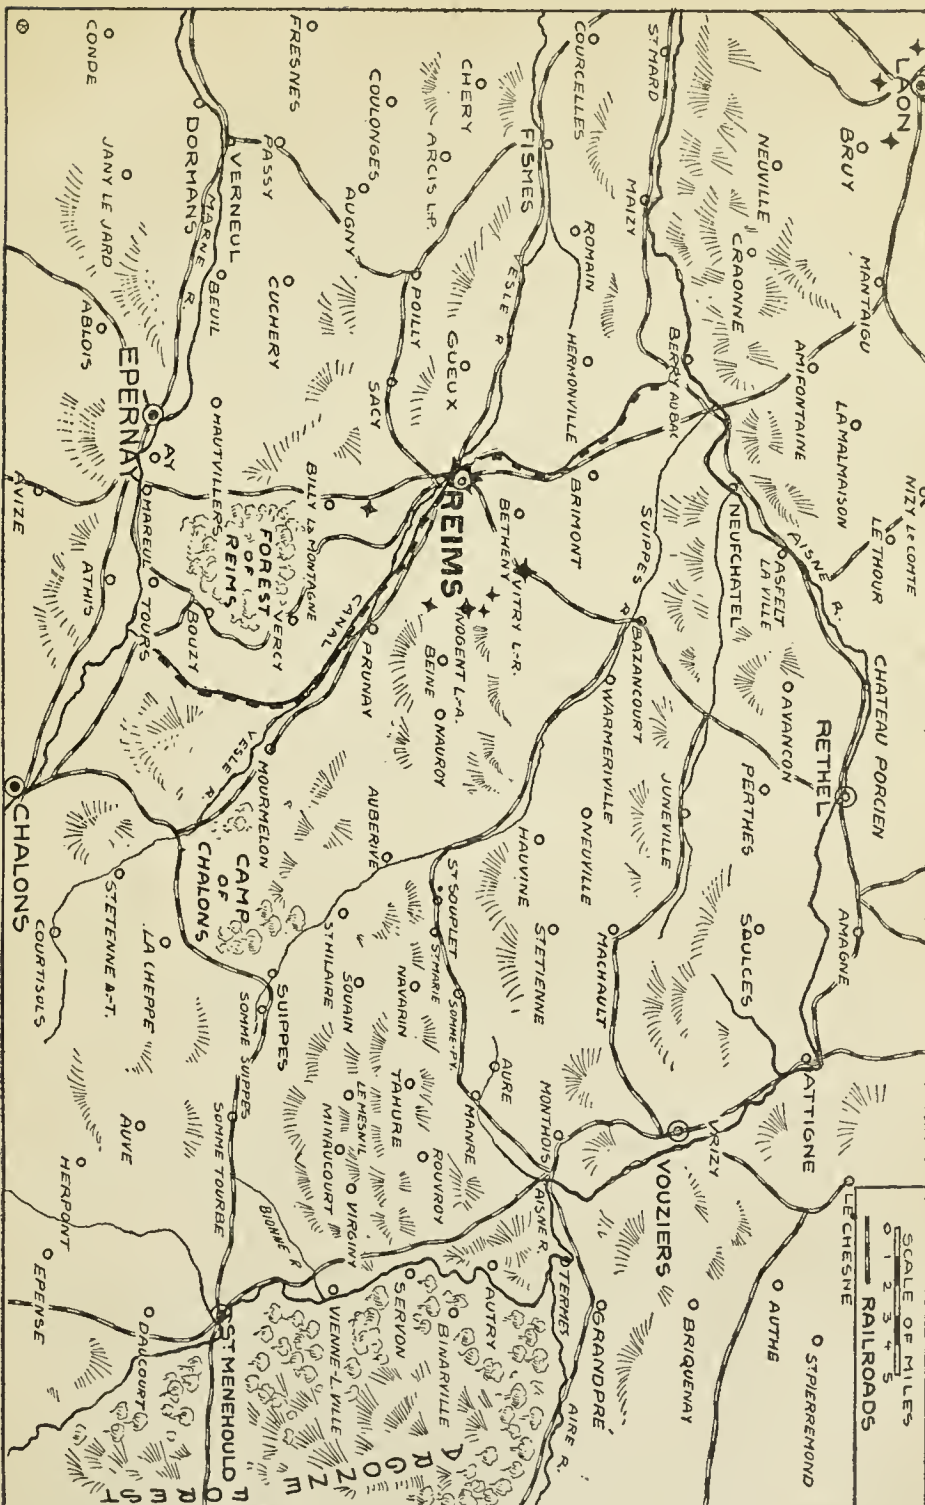 LAON
NIZY LE COMTE
SCALE OF MILES
0 1 2 3 4 5
RAILROADS
LE THOUR
CHATEAU PORCIEN
BRUY
MANTAIGU
LA MALMAISON
AMAGNE
LE CHESNE
AMIFONTAINE
AISNE R.
RETHEL
ATTIGNE
ST PIERREMOND
NEUVILLE
ASFELT
LA VILLE
AVANCON
AUTHE
CRAONNE
NEUFCHATEL
PERTHES
SAULCES
VRIZY
BERRY AU BAC
BRIQUENAY
ST MARD
MAIZY
SUIPPES R.
BAZANCOURT
JUNEVILLE
VOUZIERS
COURCELLES
ROMAIN
HERMONVILLE
BRIMONT
WARMERIVILLE
NEUVILLE
MACHAULT
GRANDPRÉ
FISMES
VESLE R.
BETHENY
VITRY L-R.
HAUVINE
ST ETIENNE
MONTHOIS
AISNE R.
TERMES
AIRE R.
CHERY
GUEUX
REIMS
NOGENT L-A.
NAUROY
ST SOUPLET
ST MARIE
SOMME-PY.
AURE
MANRE
AUTRY
ARCIS L.P.
POILLY
BEINE
NAVARIN
TAHURE
ROUVROY
BINARVILLE
COULONGES
AUGNY
SACY
PRUNAY
AUBERIVE
SOUAIN
LE MESNIL
VIRGINY
SERVON
ARGONNE
FOREST
FRESNES
PASSY
CUCHERY
BILLY LA MONTAGNE
CANAL
ST HILAIRE
MINAUCOURT
VIENNE-L.VILLE
VERNEUL
BEUIL
FOREST
OF
REIMS
VERCY
MOURMELON
CAMP
OF
CHALONS
SUIPPES
BIONNE R.
DORMANS
MARNE R.
HAUTVILLERS
VESLE R.
SOMME SUIPPES
SOMME TOURBE
ST. MENEHOULD
JANY LE JARD
EPERNAY
AY
MAREUIL
BOUZY
TOURS
LA CHEPPE
DAUCOURT
CONDE
ABLOIS
ATHIS
ST. ETENNE A-T.
AUVE
HERPONT
AVIZE
CHALONS
COURTISOLS
EPENSE